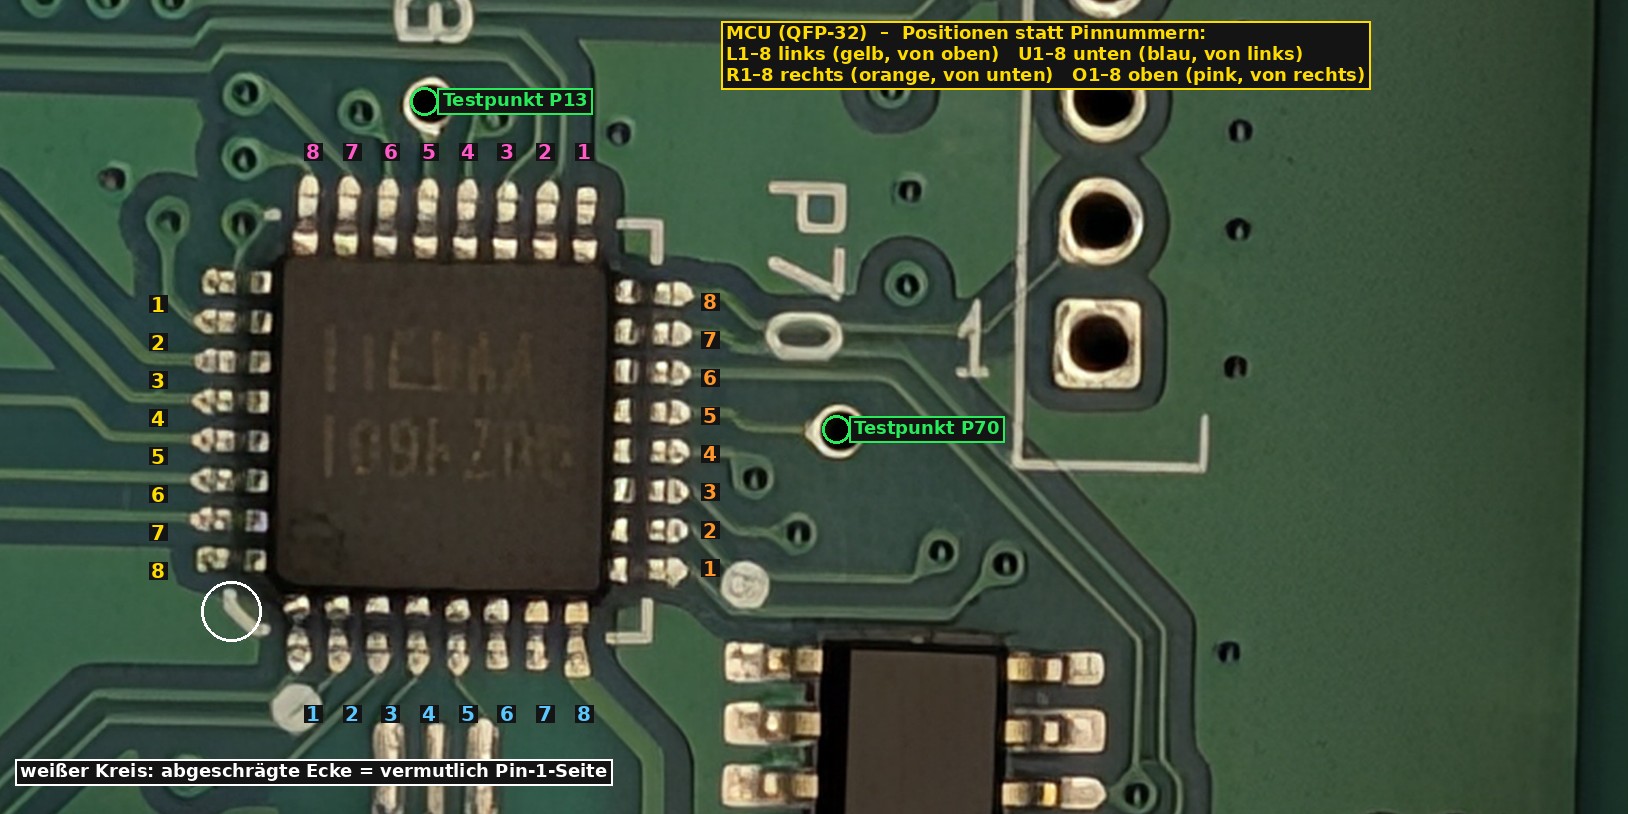 B
MCU (QFP-32) – Positionen statt Pinnummern:
L1–8 links (gelb, von oben) U1–8 unten (blau, von links)
R1–8 rechts (orange, von unten) O1–8 oben (pink, von rechts)
Testpunkt P13
8 7 6 5 4 3 2 1
P70
1
1
2
3
4
5
6
7
8
8
7
6
5
4
3
2
1
Testpunkt P70
1 2 3 4 5 6 7 8
weißer Kreis: abgeschrägte Ecke = vermutlich Pin-1-Seite